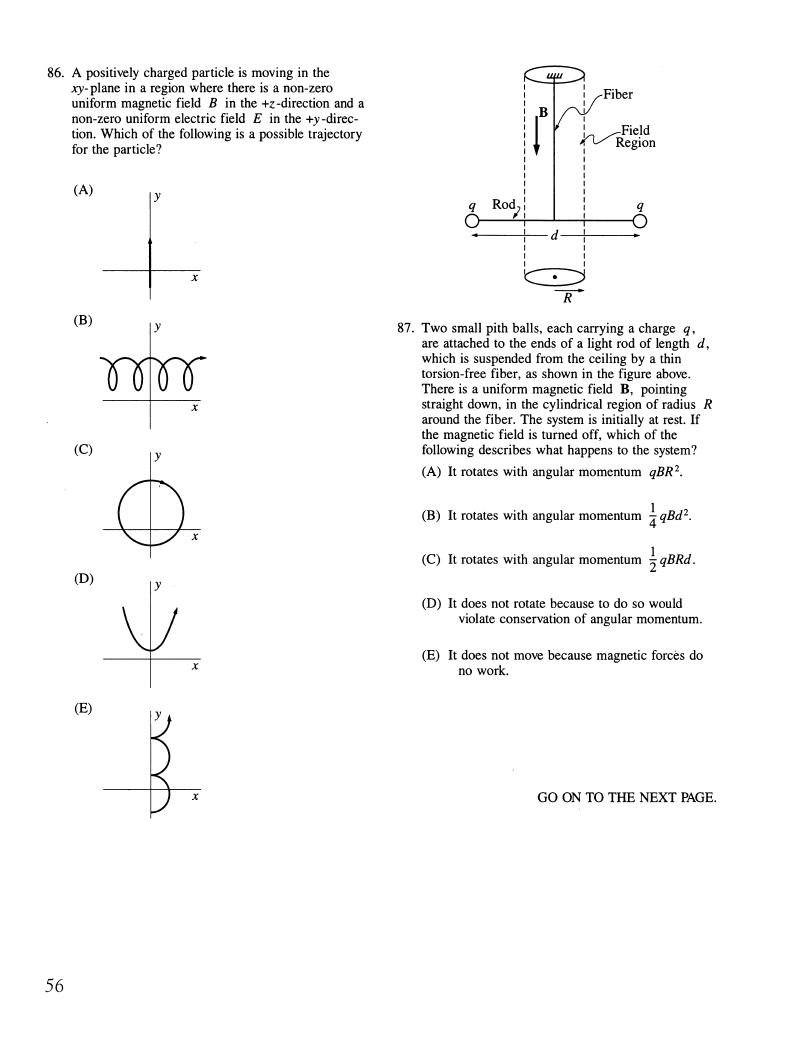 86. A positively charged particle is moving in the
xy-plane in a region where there is a non-zero
uniform magnetic field B in the +z-direction and a
non-zero uniform electric field E in the +y-direc-
tion. Which of the following is a possible trajectory
for the particle?
(A)
y
x
(B)
y
x
(C)
y
x
(D)
y
x
(E)
y
x
Fiber
B
Field
Region
q
Rod
q
d
R
87. Two small pith balls, each carrying a charge q,
are attached to the ends of a light rod of length d,
which is suspended from the ceiling by a thin
torsion-free fiber, as shown in the figure above.
There is a uniform magnetic field B, pointing
straight down, in the cylindrical region of radius R
around the fiber. The system is initially at rest. If
the magnetic field is turned off, which of the
following describes what happens to the system?
(A) It rotates with angular momentum qBR².
(B) It rotates with angular momentum 1/4 qBd².
(C) It rotates with angular momentum 1/2 qBRd.
(D) It does not rotate because to do so would
violate conservation of angular momentum.
(E) It does not move because magnetic forces do
no work.
GO ON TO THE NEXT PAGE.
56